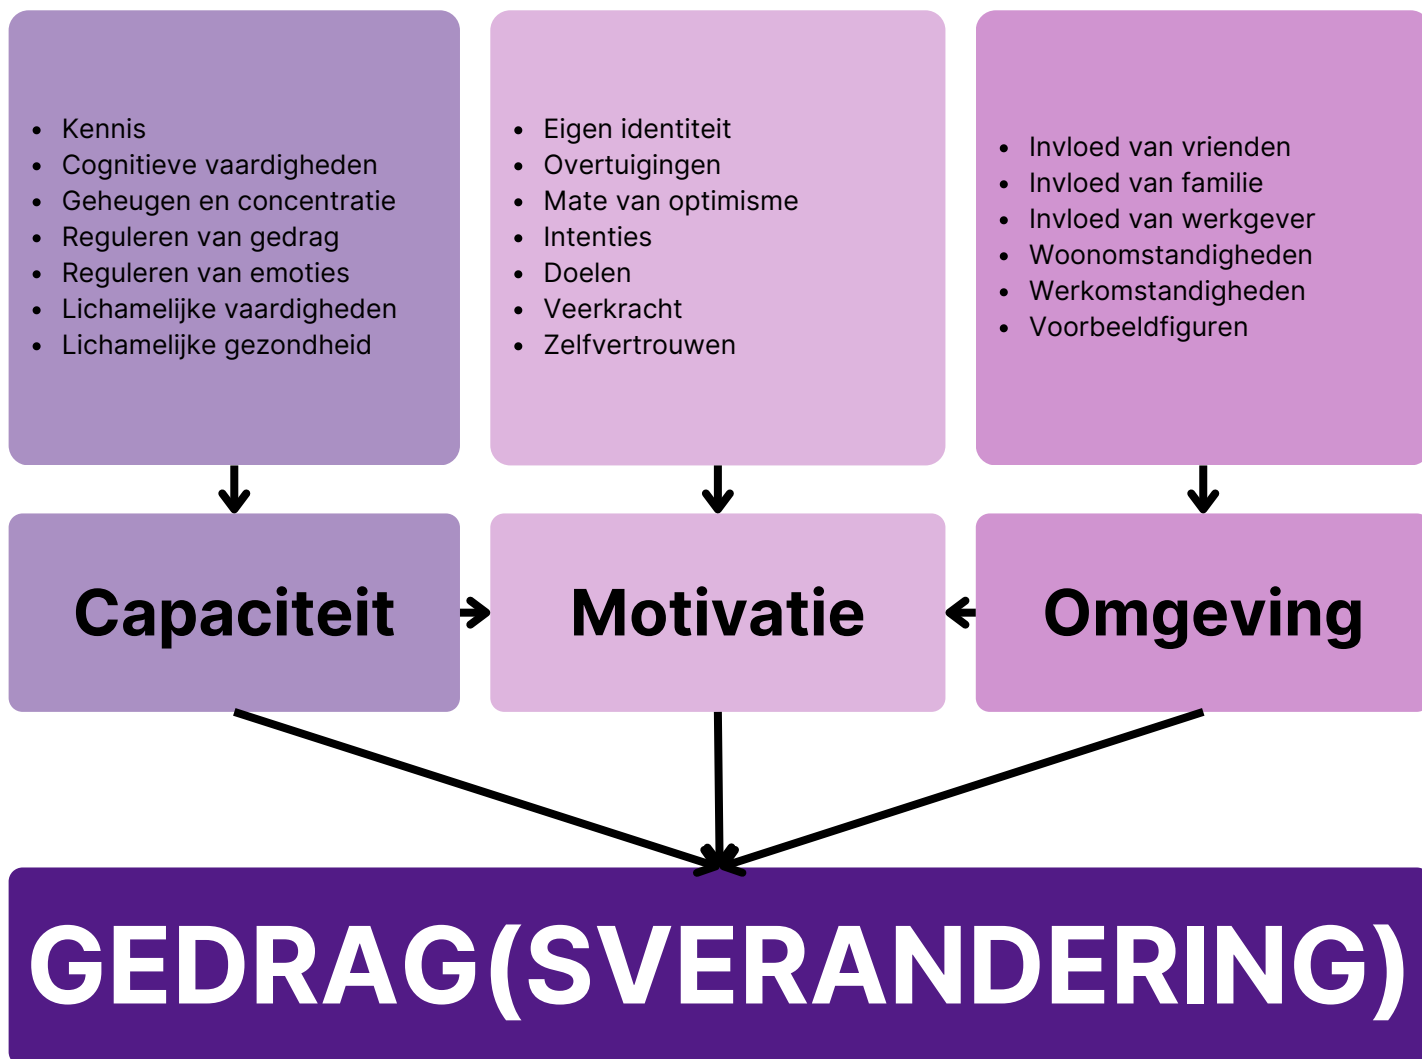 • Kennis
• Cognitieve vaardigheden
• Geheugen en concentratie
• Reguleren van gedrag
• Reguleren van emoties
• Lichamelijke vaardigheden
• Lichamelijke gezondheid
• Eigen identiteit
• Overtuigingen
• Mate van optimisme
• Intenties
• Doelen
• Veerkracht
• Zelfvertrouwen
• Invloed van vrienden
• Invloed van familie
• Invloed van werkgever
• Woonomstandigheden
• Werkomstandigheden
• Voorbeeldfiguren
Capaciteit
Motivatie
Omgeving
GEDRAG(SVERANDERING)